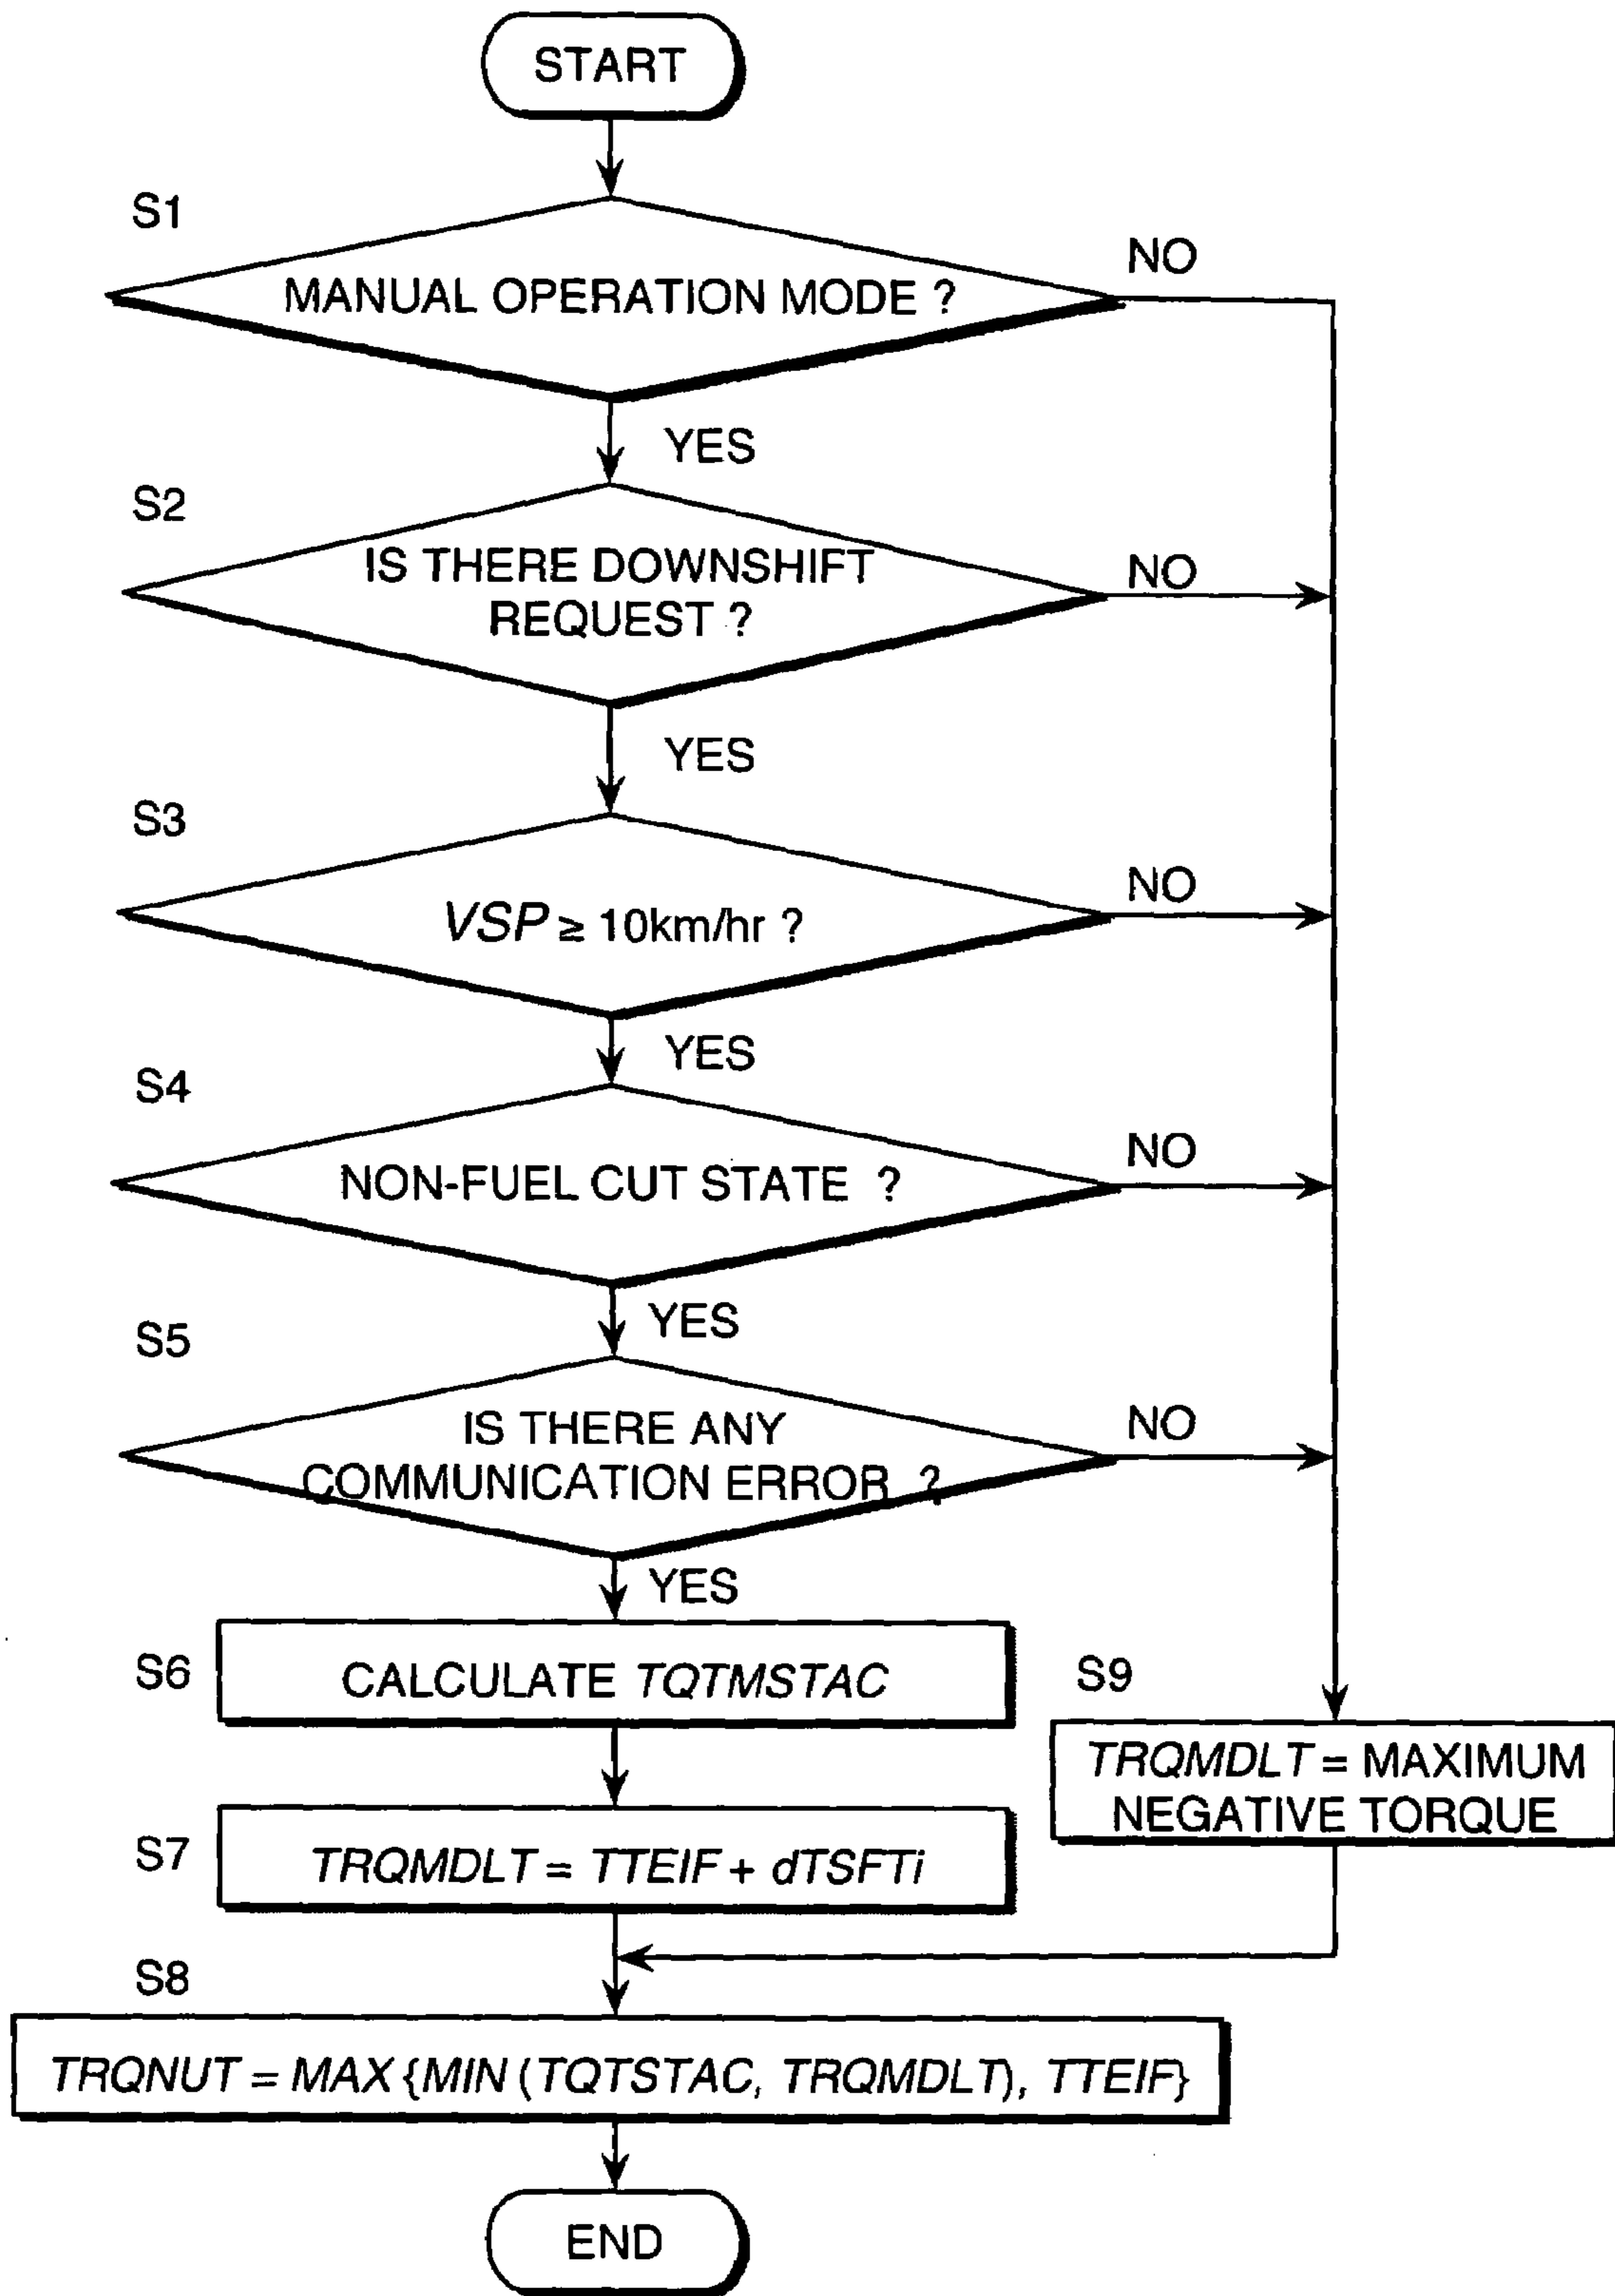 START
S1
MANUAL OPERATION MODE ?
NO
YES
S2
IS THERE DOWNSHIFT
REQUEST ?
NO
YES
S3
VSP ≥ 10km/hr ?
NO
YES
S4
NON-FUEL CUT STATE ?
NO
YES
S5
IS THERE ANY
COMMUNICATION ERROR ?
NO
YES
S6
CALCULATE TQTMSTAC
S9
TRQMDLT = MAXIMUM
NEGATIVE TORQUE
S7
TRQMDLT = TTEIF + dTSFTi
S8
TRQNUT = MAX {MIN (TQTSTAC, TRQMDLT), TTEIF}
END